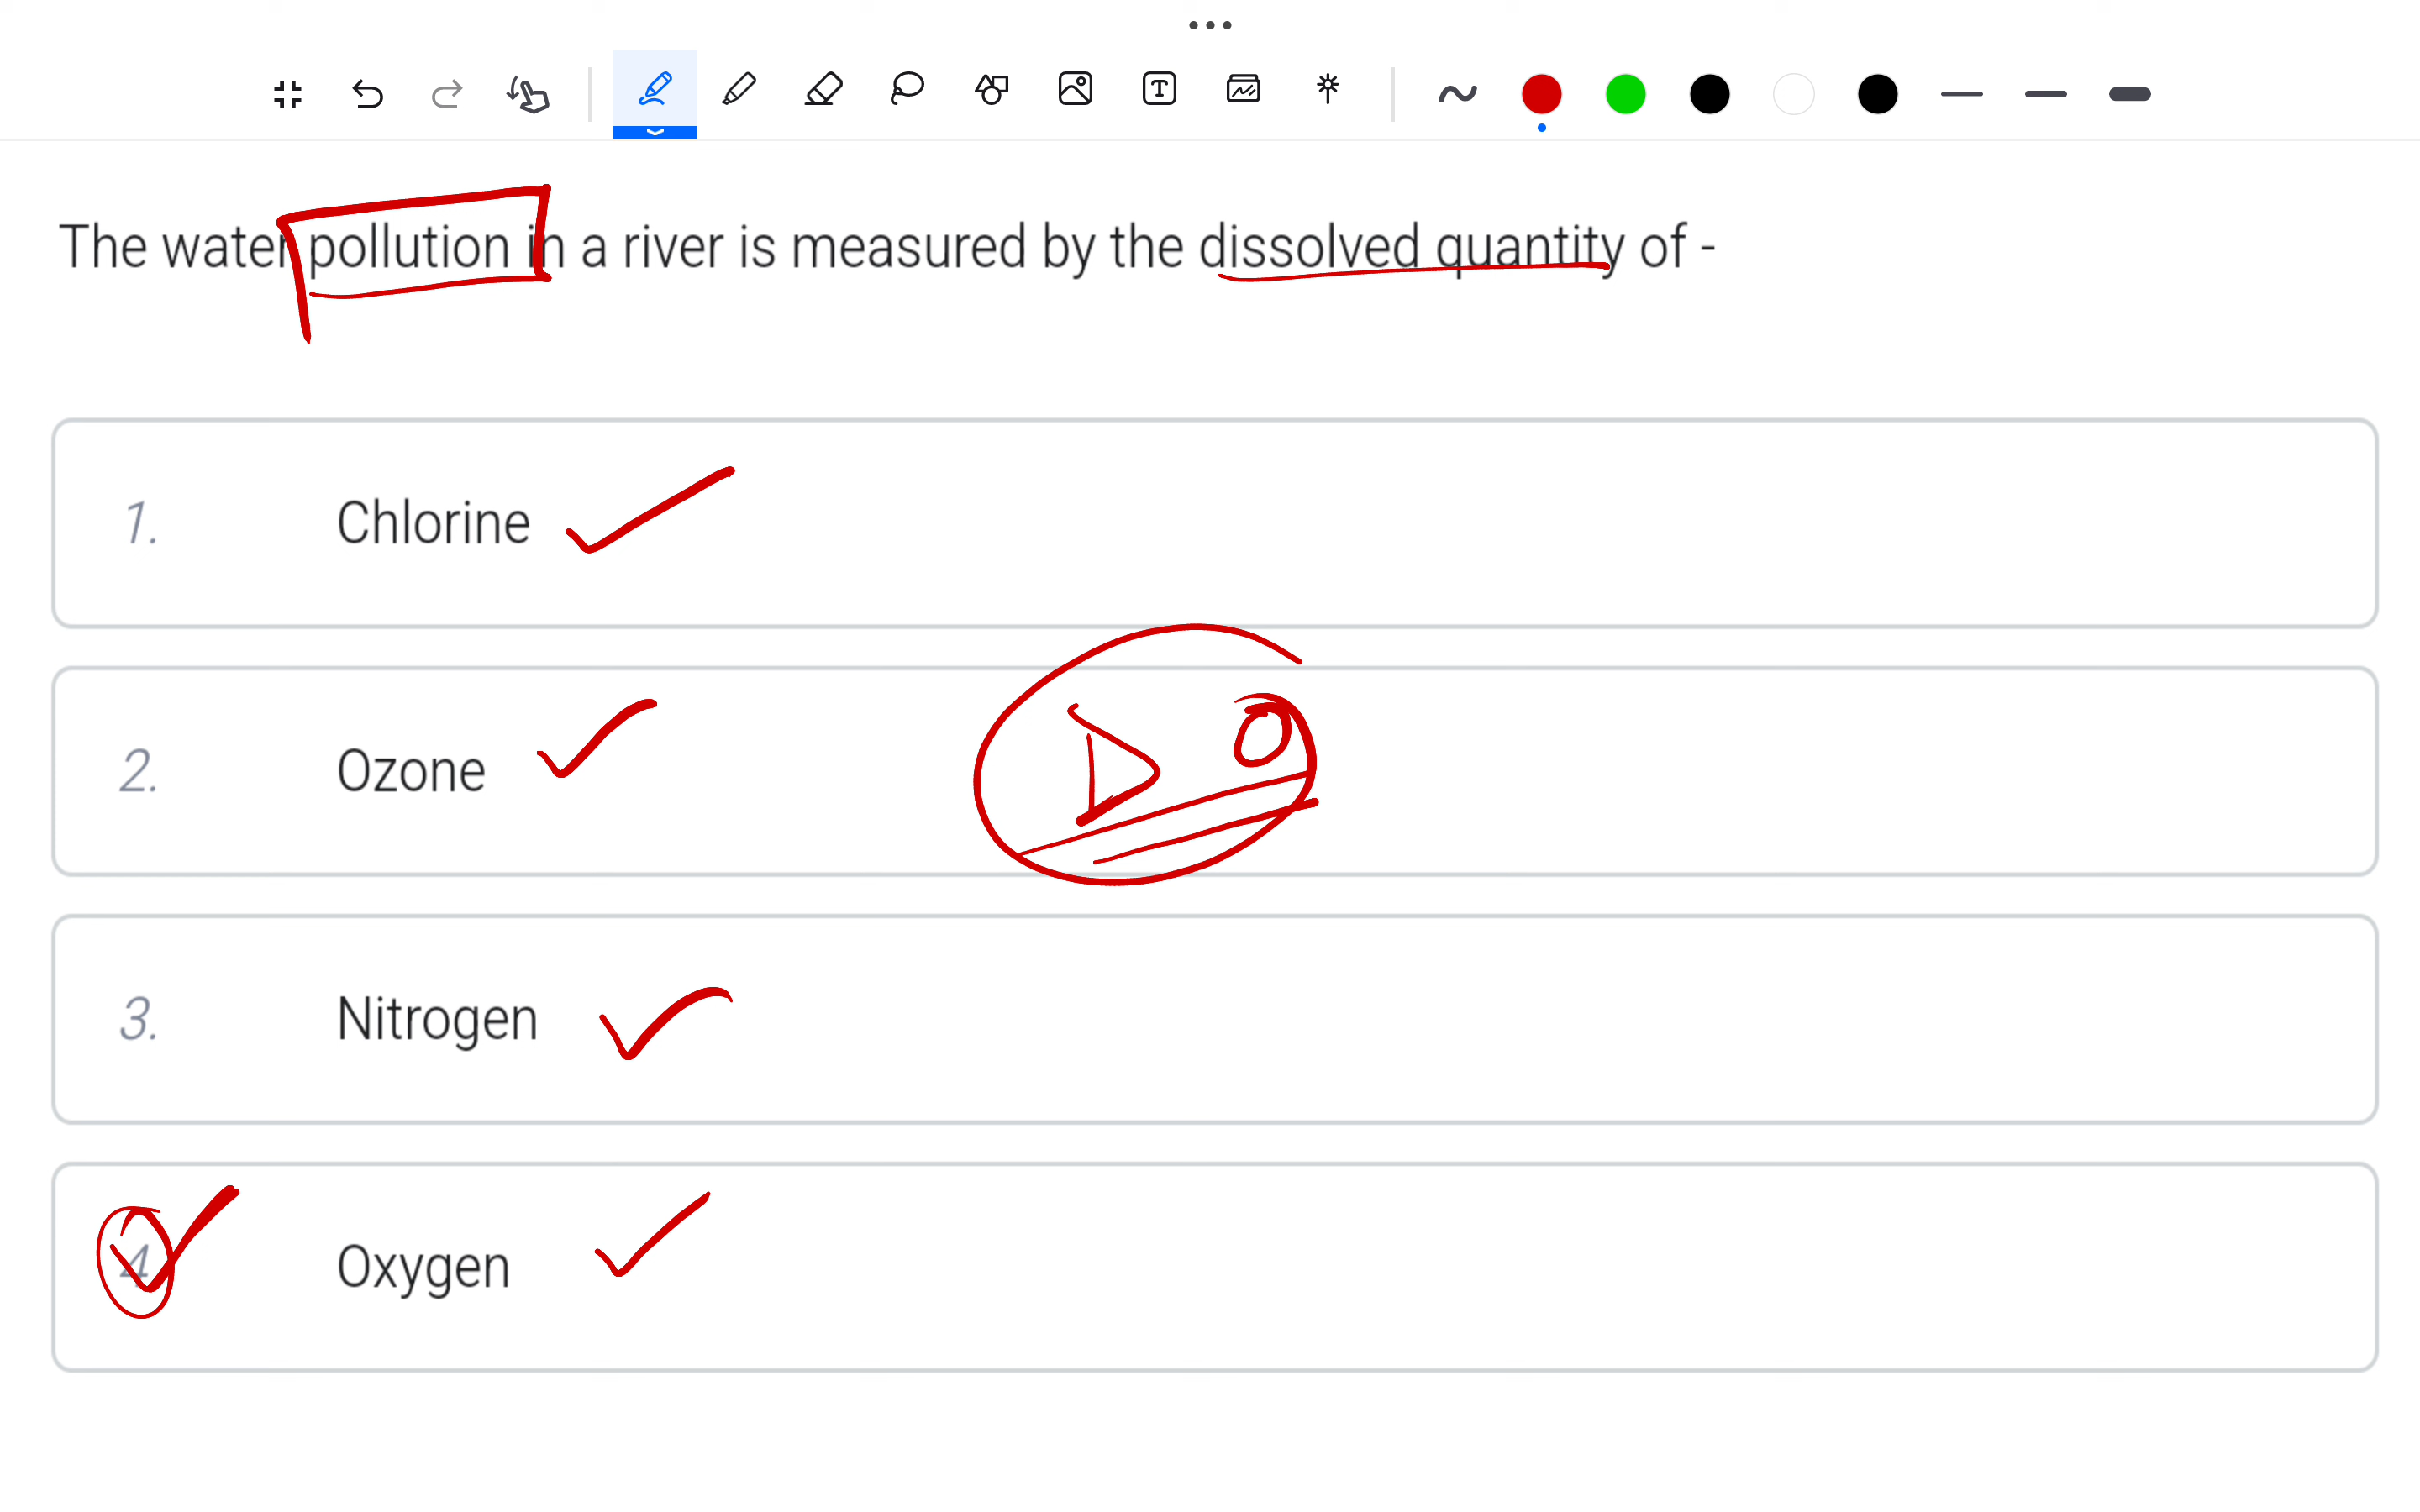 The water pollution in a river is measured by the dissolved quantity of -
1. Chlorine
2. Ozone
DO
3. Nitrogen
4. Oxygen